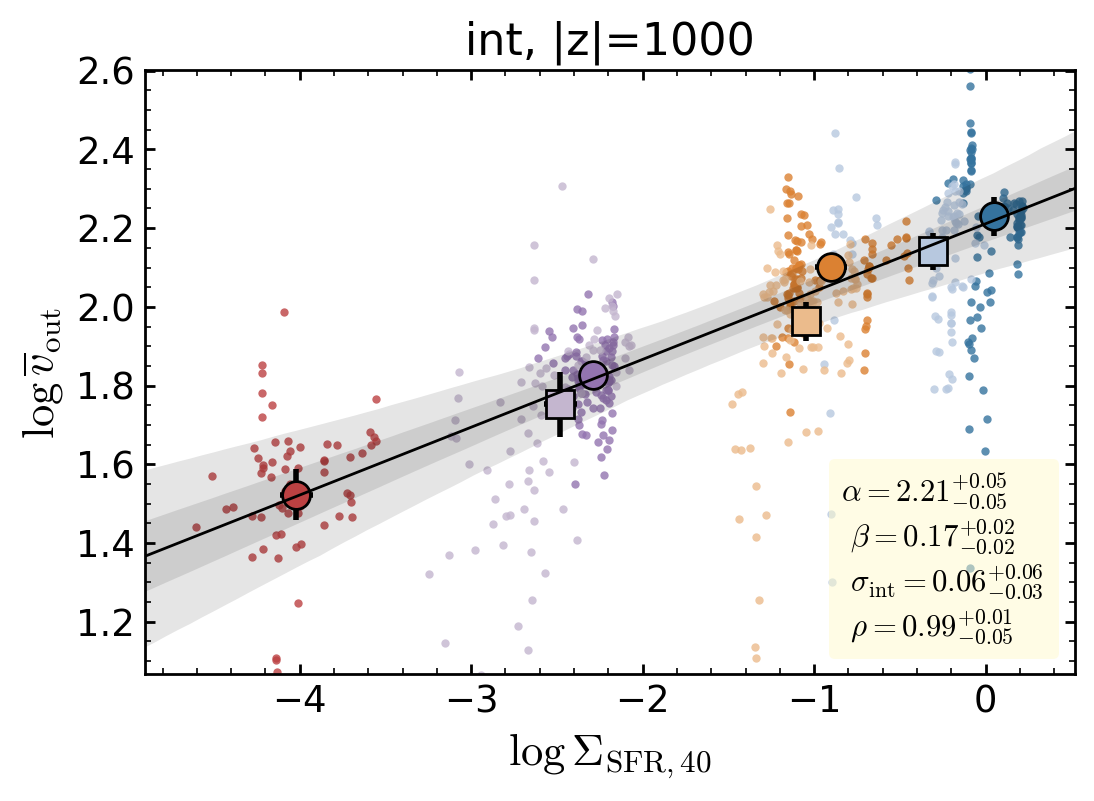 int, |z|=1000
2.6
2.4
2.2
2.0
1.8
1.6
1.4
1.2
log v̅_out
α = 2.21^{+0.05}_{-0.05}
β = 0.17^{+0.02}_{-0.02}
σ_int = 0.06^{+0.06}_{-0.03}
ρ = 0.99^{+0.01}_{-0.05}
−4 −3 −2 −1 0
log Σ_{SFR, 40}